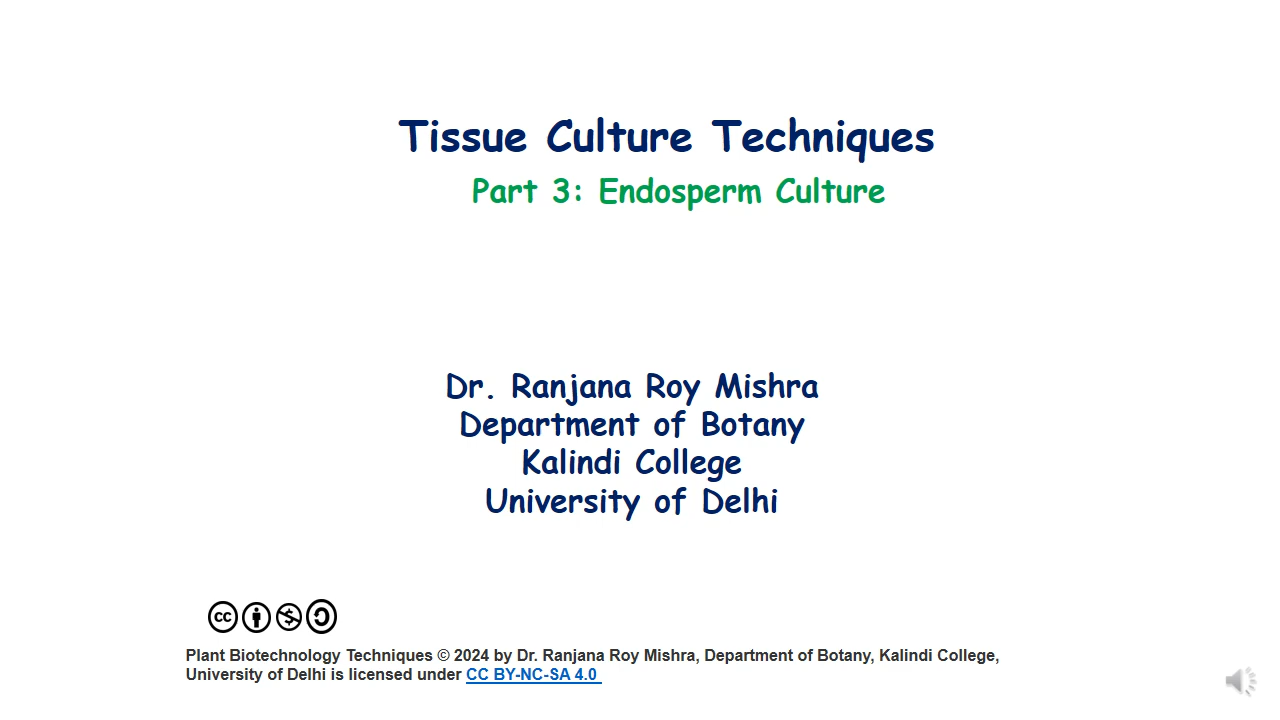 Tissue Culture Techniques
Part 3: Endosperm Culture
Dr. Ranjana Roy Mishra
Department of Botany
Kalindi College
University of Delhi
cc
Plant Biotechnology Techniques © 2024 by Dr. Ranjana Roy Mishra, Department of Botany, Kalindi College,
University of Delhi is licensed under CC BY-NC-SA 4.0